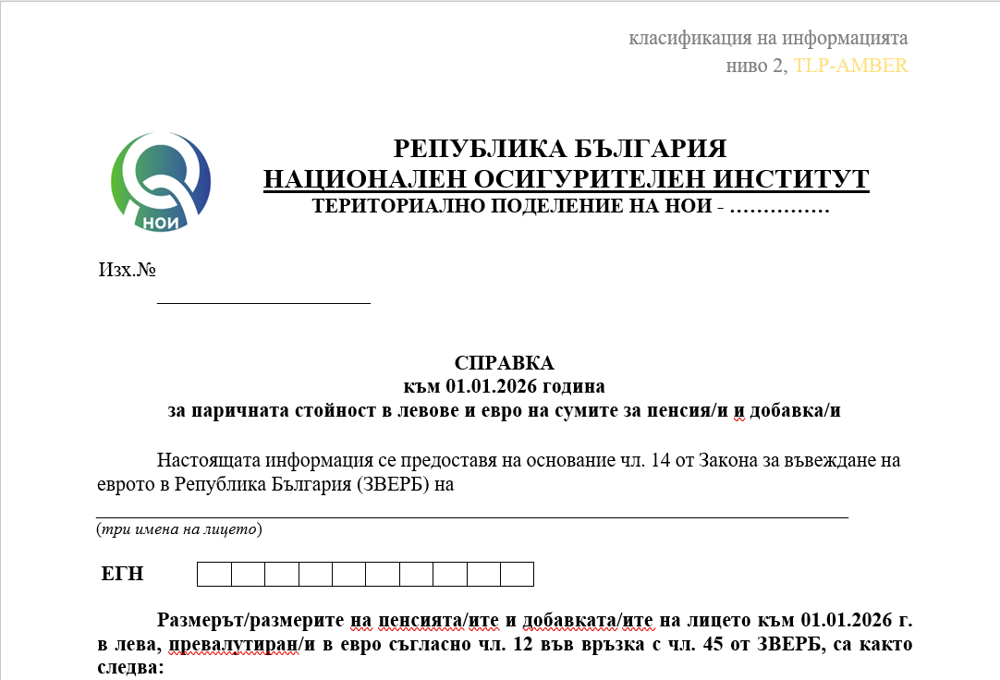 класификация на информацията
ниво 2, TLP-AMBER
РЕПУБЛИКА БЪЛГАРИЯ
НАЦИОНАЛЕН ОСИГУРИТЕЛЕН ИНСТИТУТ
ТЕРИТОРИАЛНО ПОДЕЛЕНИЕ НА НОИ - ……………
НОИ
Изх.№
СПРАВКА
към 01.01.2026 година
за паричната стойност в левове и евро на сумите за пенсия/и и добавка/и
Настоящата информация се предоставя на основание чл. 14 от Закона за въвеждане на
еврото в Република България (ЗВЕРБ) на
(три имена на лицето)
ЕГН
Размерът/размерите на пенсията/ите и добавката/ите на лицето към 01.01.2026 г.
в лева, превалутиран/и в евро съгласно чл. 12 във връзка с чл. 45 от ЗВЕРБ, са както
следва: